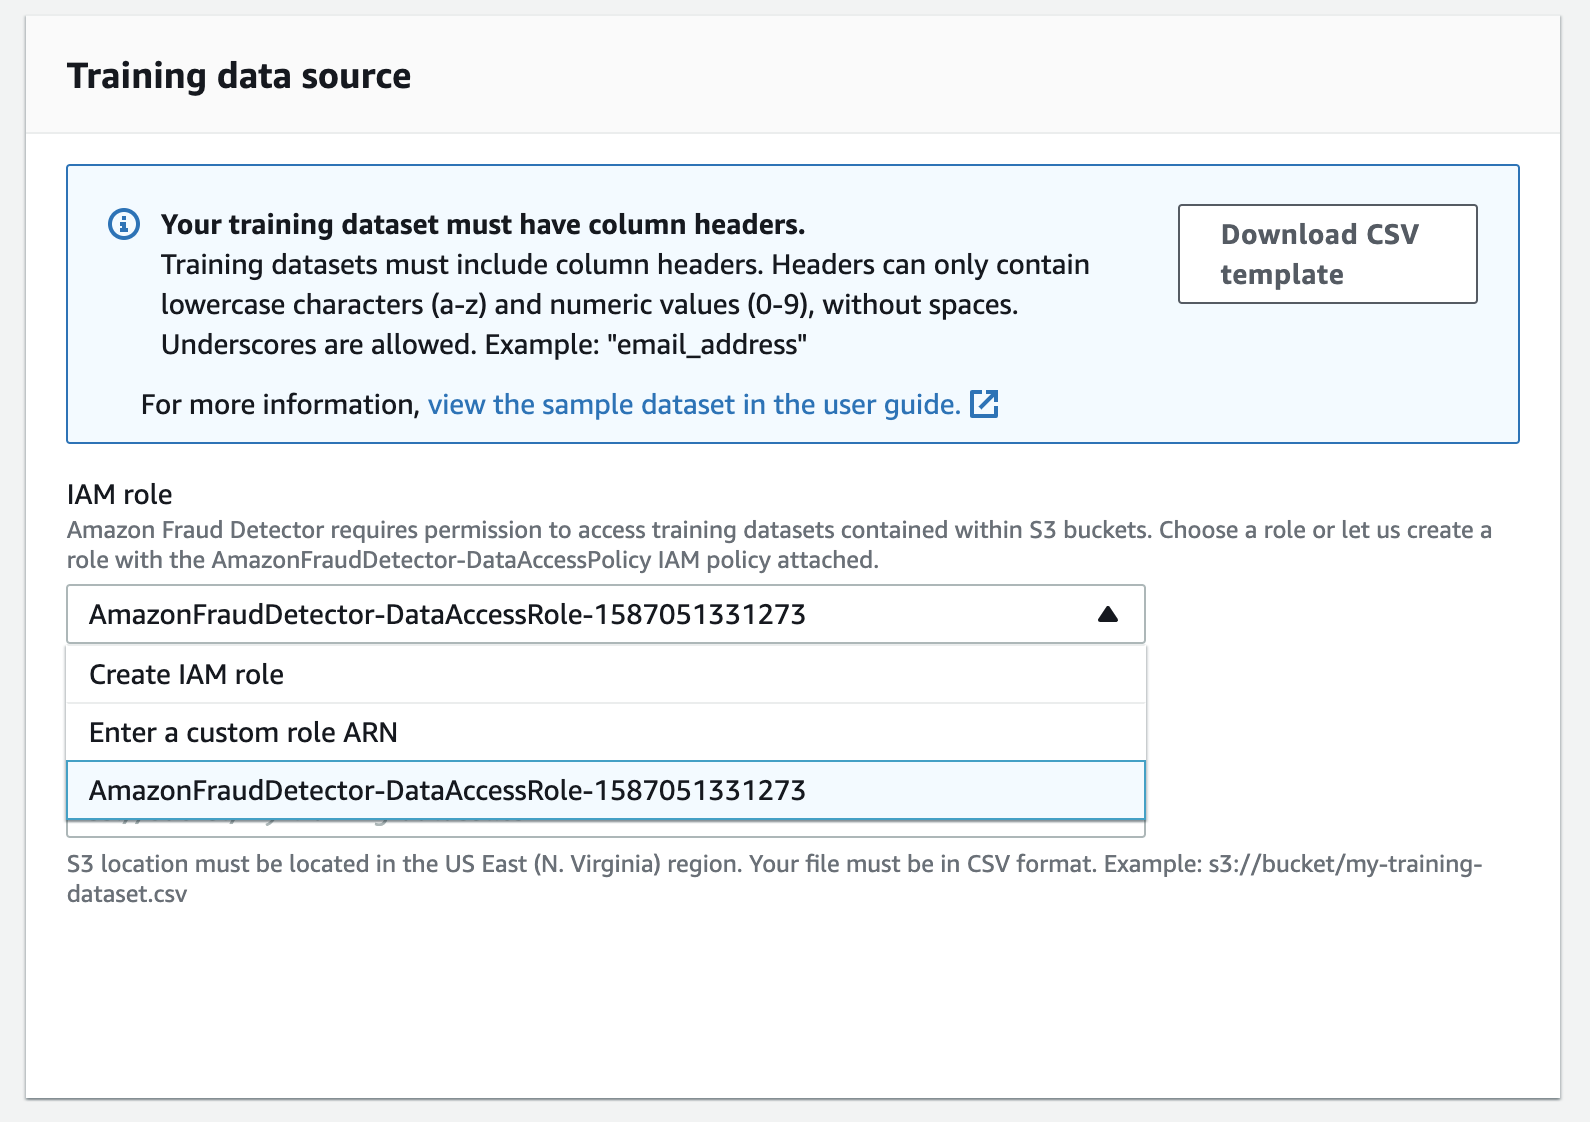 Training data source
Your training dataset must have column headers.
Training datasets must include column headers. Headers can only contain
lowercase characters (a-z) and numeric values (0-9), without spaces.
Underscores are allowed. Example: "email_address"
For more information, view the sample dataset in the user guide.
Download CSV
template
IAM role
Amazon Fraud Detector requires permission to access training datasets contained within S3 buckets. Choose a role or let us create a
role with the AmazonFraudDetector-DataAccessPolicy IAM policy attached.
AmazonFraudDetector-DataAccessRole-1587051331273
Create IAM role
Enter a custom role ARN
AmazonFraudDetector-DataAccessRole-1587051331273
S3 location must be located in the US East (N. Virginia) region. Your file must be in CSV format. Example: s3://bucket/my-training-
dataset.csv